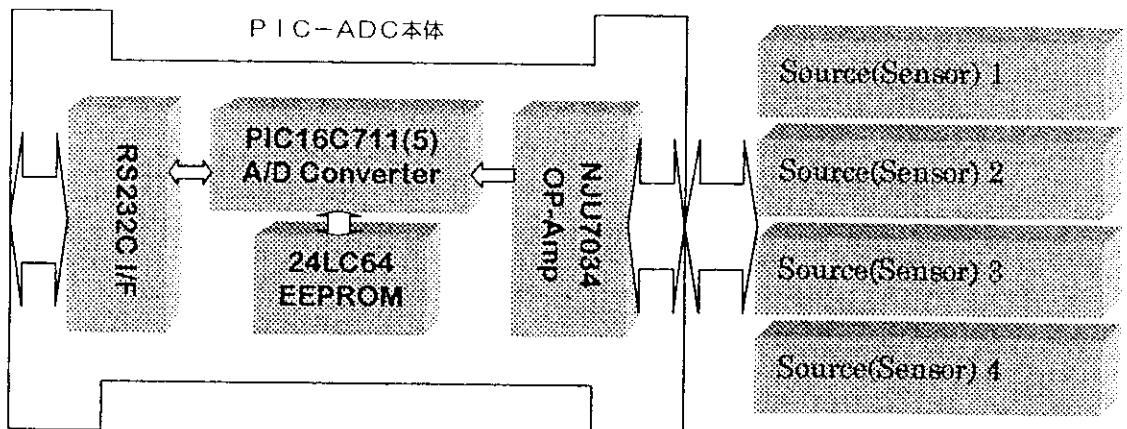 PIC-ADC本体
RS232C I/F
PIC16C711(5)
A/D Converter
24LC64
EEPROM
NJU7034
OP-Amp
Source(Sensor) 1
Source(Sensor) 2
Source(Sensor) 3
Source(Sensor) 4